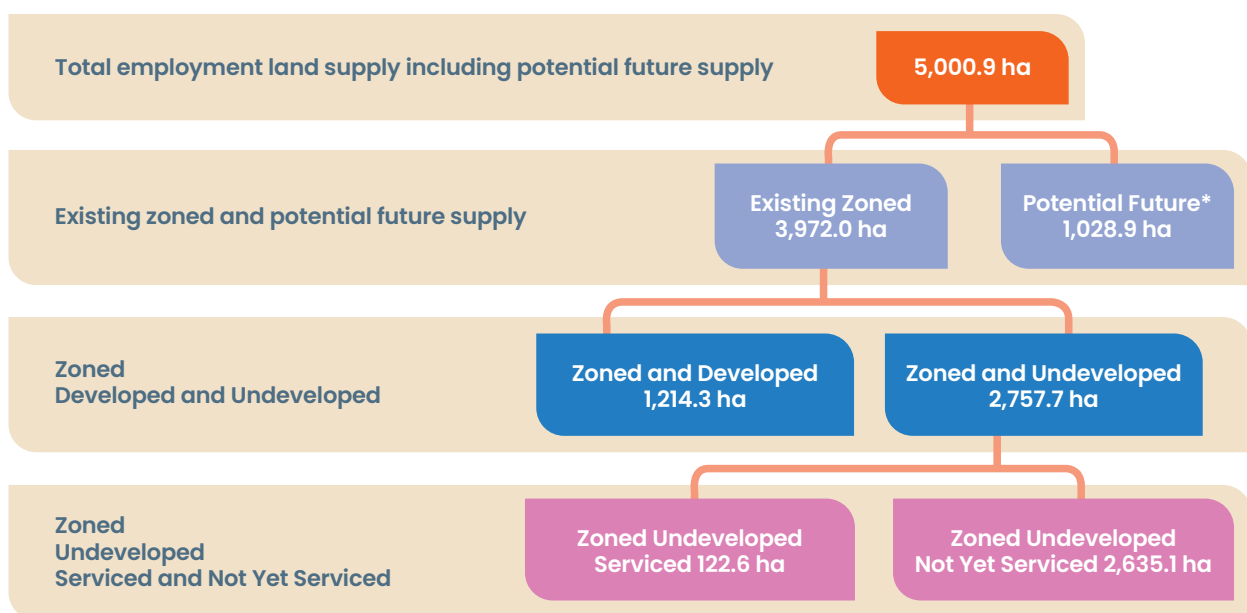 Total employment land supply including potential future supply
5,000.9 ha
Existing zoned and potential future supply
Existing Zoned
3,972.0 ha
Potential Future*
1,028.9 ha
Zoned
Developed and Undeveloped
Zoned and Developed
1,214.3 ha
Zoned and Undeveloped
2,757.7 ha
Zoned
Undeveloped
Serviced and Not Yet Serviced
Zoned Undeveloped
Serviced 122.6 ha
Zoned Undeveloped
Not Yet Serviced 2,635.1 ha